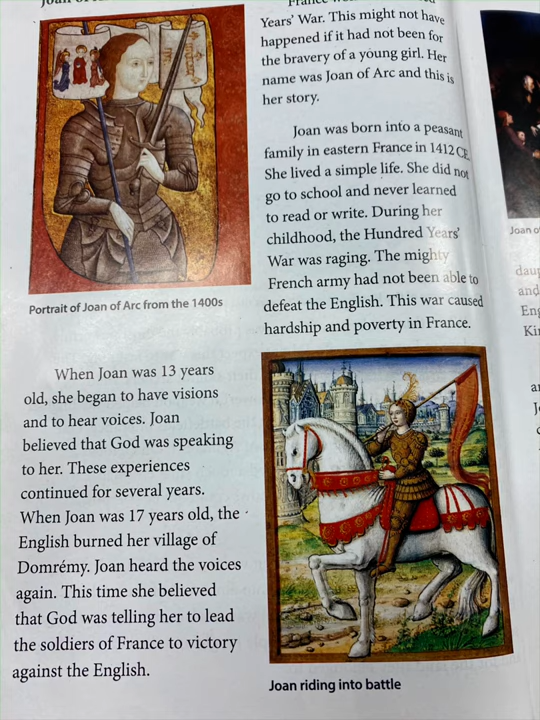 Years' War. This might not have
happened if it had not been for
the bravery of a young girl. Her
name was Joan of Arc and this is
her story.
Joan was born into a peasant
family in eastern France in 1412 CE.
She lived a simple life. She did not
go to school and never learned
to read or write. During her
childhood, the Hundred Years'
War was raging. The mighty
French army had not been able to
defeat the English. This war caused
hardship and poverty in France.
Portrait of Joan of Arc from the 1400s
When Joan was 13 years
old, she began to have visions
and to hear voices. Joan
believed that God was speaking
to her. These experiences
continued for several years.
When Joan was 17 years old, the
English burned her village of
Domrémy. Joan heard the voices
again. This time she believed
that God was telling her to lead
the soldiers of France to victory
against the English.
Joan riding into battle
Joan
and